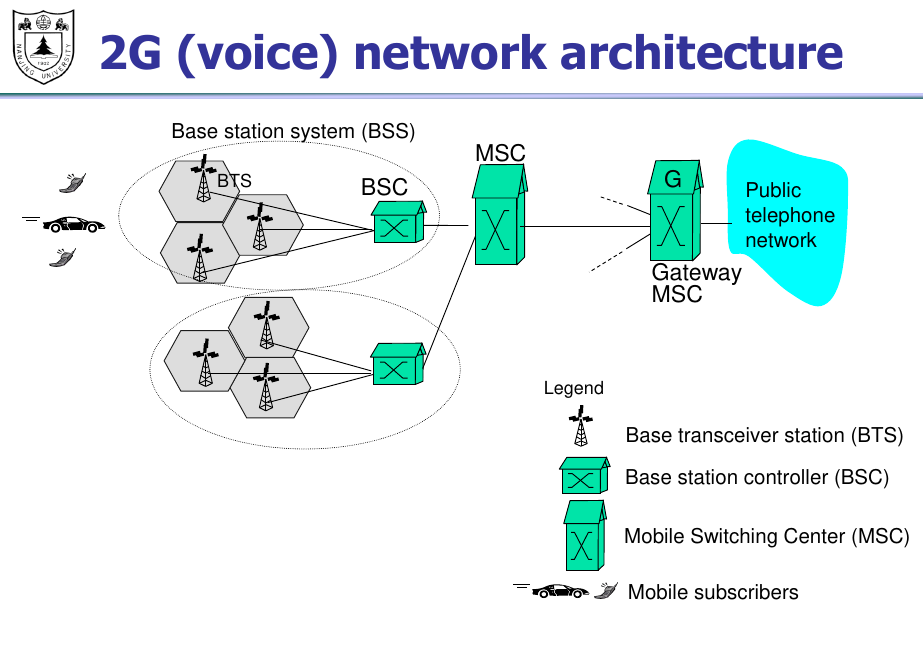 NANJING UNIVERSITY
1902
2G (voice) network architecture
Base station system (BSS)
BTS
BSC
MSC
G
Gateway
MSC
Public
telephone
network
Legend
Base transceiver station (BTS)
Base station controller (BSC)
Mobile Switching Center (MSC)
Mobile subscribers